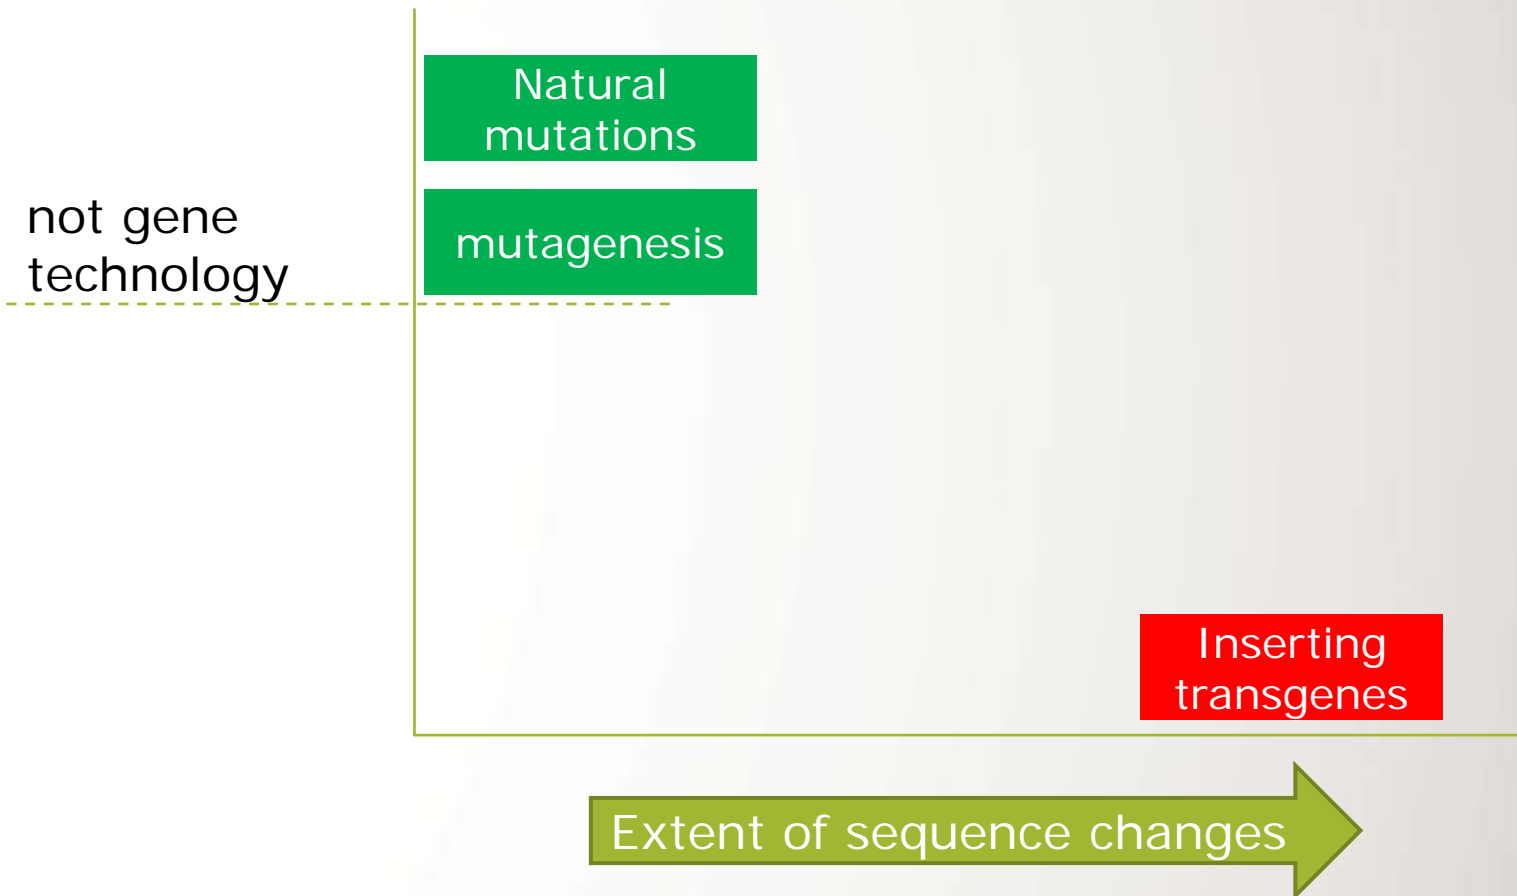 Natural
mutations
not gene
technology
mutagenesis
Inserting
transgenes
Extent of sequence changes